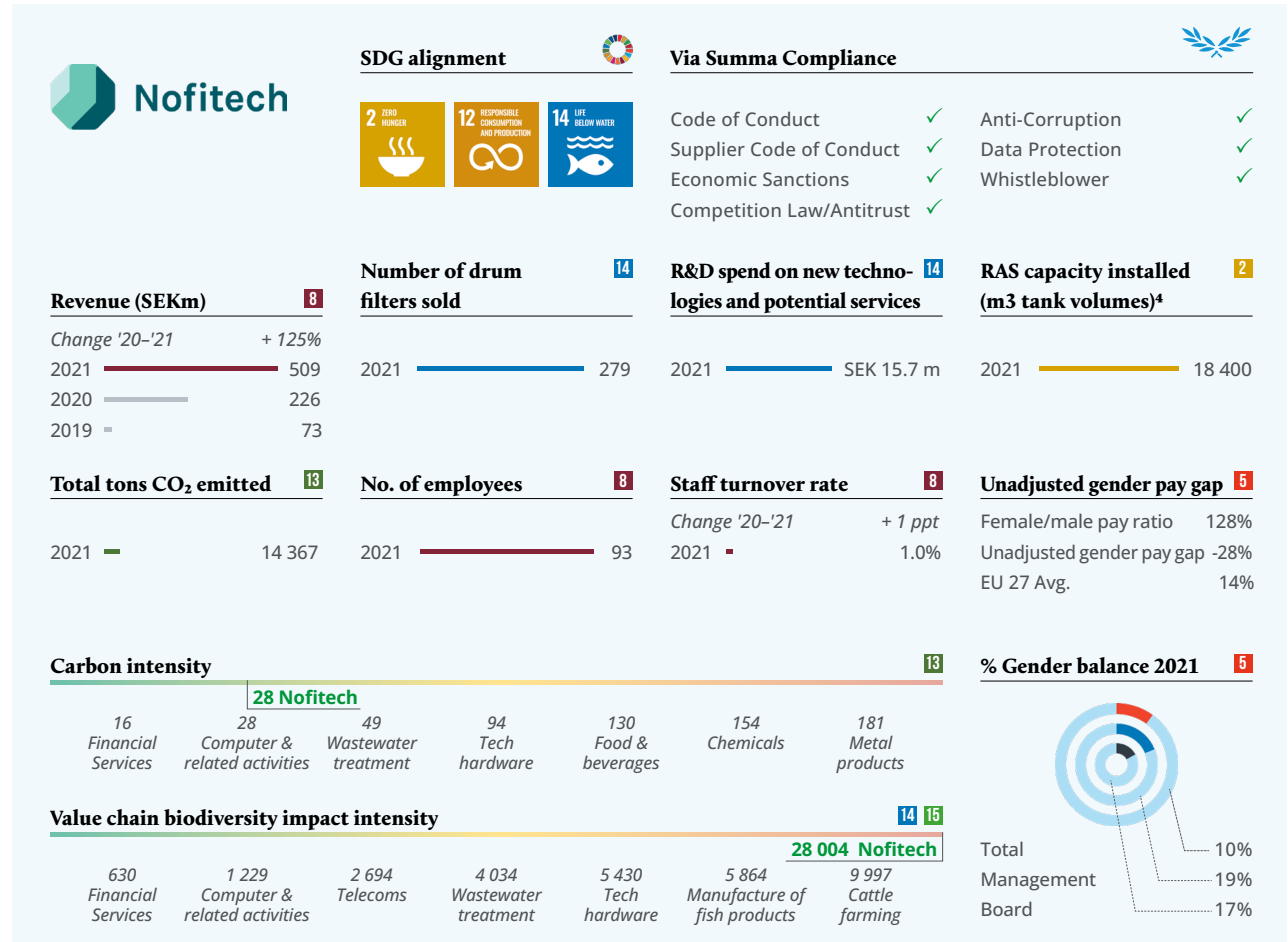 Nofitech
SDG alignment
2 ZERO
HUNGER
12 RESPONSIBLE
CONSUMPTION
AND PRODUCTION
14 LIFE
BELOW WATER
Via Summa Compliance
Code of Conduct ✓
Supplier Code of Conduct ✓
Economic Sanctions ✓
Competition Law/Antitrust ✓
Anti-Corruption ✓
Data Protection ✓
Whistleblower ✓
Revenue (SEKm) 8
Change '20–'21 + 125%
2021 509
2020 226
2019 73
Number of drum 14
filters sold
2021 279
R&D spend on new techno- 14
logies and potential services
2021 SEK 15.7 m
RAS capacity installed 2
(m3 tank volumes)⁴
2021 18 400
Total tons CO₂ emitted 13
2021 14 367
No. of employees 8
2021 93
Staff turnover rate 8
Change '20–'21 + 1 ppt
2021 1.0%
Unadjusted gender pay gap 5
Female/male pay ratio 128%
Unadjusted gender pay gap -28%
EU 27 Avg. 14%
Carbon intensity 13
28 Nofitech
16
Financial
Services
28
Computer &
related activities
49
Wastewater
treatment
94
Tech
hardware
130
Food &
beverages
154
Chemicals
181
Metal
products
Value chain biodiversity impact intensity 14 15
28 004 Nofitech
630
Financial
Services
1 229
Computer &
related activities
2 694
Telecoms
4 034
Wastewater
treatment
5 430
Tech
hardware
5 864
Manufacture of
fish products
9 997
Cattle
farming
% Gender balance 2021 5
Total 10%
Management 19%
Board 17%